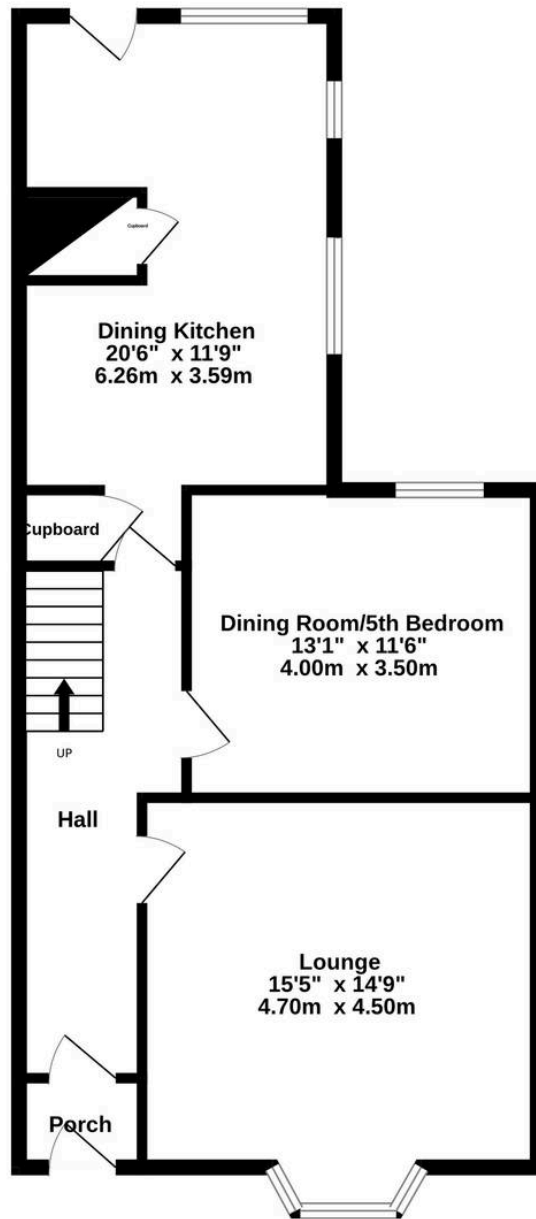 Cupboard
Dining Kitchen
20'6" x 11'9"
6.26m x 3.59m
Cupboard
Dining Room/5th Bedroom
13'1" x 11'6"
4.00m x 3.50m
UP
Hall
Lounge
15'5" x 14'9"
4.70m x 4.50m
Porch